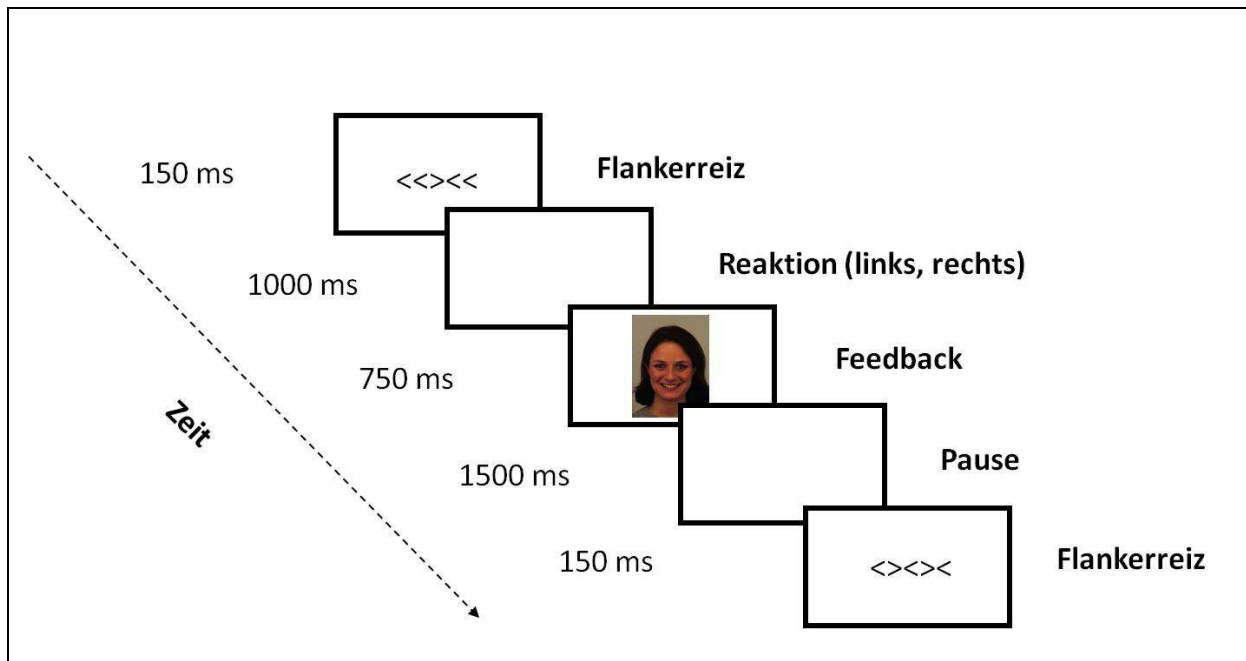 150 ms
<<><<
Flankerreiz
1000 ms
Reaktion (links, rechts)
750 ms
Feedback
Zeit
1500 ms
Pause
150 ms
<><><
Flankerreiz